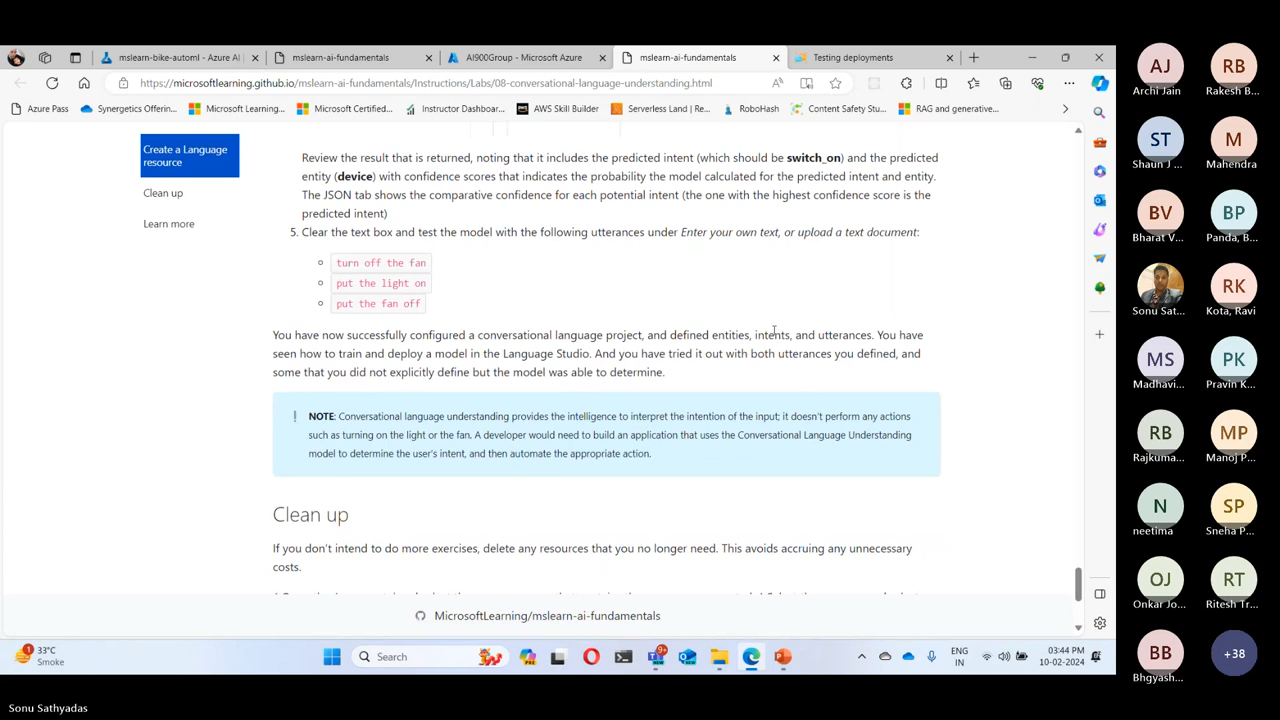 mslearn-bike-automl - Azure AI |
mslearn-ai-fundamentals
AI900Group - Microsoft Azure
mslearn-ai-fundamentals
Testing deployments
https://microsoftlearning.github.io/mslearn-ai-fundamentals/Instructions/Labs/08-conversational-language-understanding.html
Azure Pass
Synergetics Offering...
Microsoft Learning...
Microsoft Certified...
Instructor Dashboar...
AWS Skill Builder
Serverless Land | Re...
RoboHash
Content Safety Stu...
RAG and generative...
Create a Language
resource
Clean up
Learn more
Review the result that is returned, noting that it includes the predicted intent (which should be switch_on) and the predicted
entity (device) with confidence scores that indicates the probability the model calculated for the predicted intent and entity.
The JSON tab shows the comparative confidence for each potential intent (the one with the highest confidence score is the
predicted intent)
5. Clear the text box and test the model with the following utterances under Enter your own text, or upload a text document:
turn off the fan
put the light on
put the fan off
You have now successfully configured a conversational language project, and defined entities, intents, and utterances. You have
seen how to train and deploy a model in the Language Studio. And you have tried it out with both utterances you defined, and
some that you did not explicitly define but the model was able to determine.
NOTE: Conversational language understanding provides the intelligence to interpret the intention of the input; it doesn't perform any actions
such as turning on the light or the fan. A developer would need to build an application that uses the Conversational Language Understanding
model to determine the user's intent, and then automate the appropriate action.
Clean up
If you don't intend to do more exercises, delete any resources that you no longer need. This avoids accruing any unnecessary
costs.
MicrosoftLearning/mslearn-ai-fundamentals
1
33°C
Smoke
Search
9+
ENG
IN
03:44 PM
10-02-2024
AJ
Archi Jain
RB
Rakesh B...
ST
Shaun J ...
M
Mahendra
BV
Bharat V...
BP
Panda, B...
Sonu Sat...
RK
Kota, Ravi
MS
Madhavi...
PK
Pravin K...
RB
Rajkuma...
MP
Manoj P...
N
neetima
SP
Sneha P...
OJ
Onkar Jo...
RT
Ritesh Tr...
BB
Bhgyash...
+38
Sonu Sathyadas